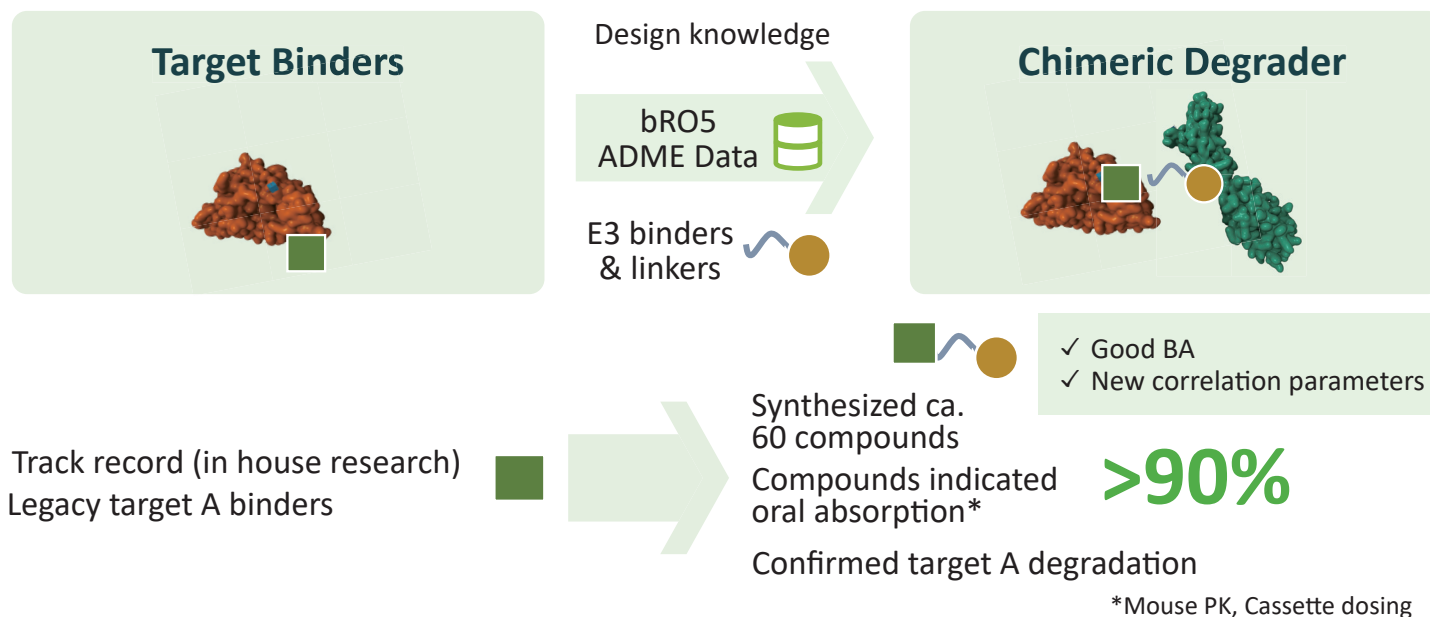 Target Binders
Design knowledge
bRO5
ADME Data
E3 binders
& linkers
Chimeric Degrader
✓ Good BA
✓ New correlation parameters
Track record (in house research)
Legacy target A binders
Synthesized ca.
60 compounds
Compounds indicated
oral absorption*
>90%
Confirmed target A degradation
*Mouse PK, Cassette dosing